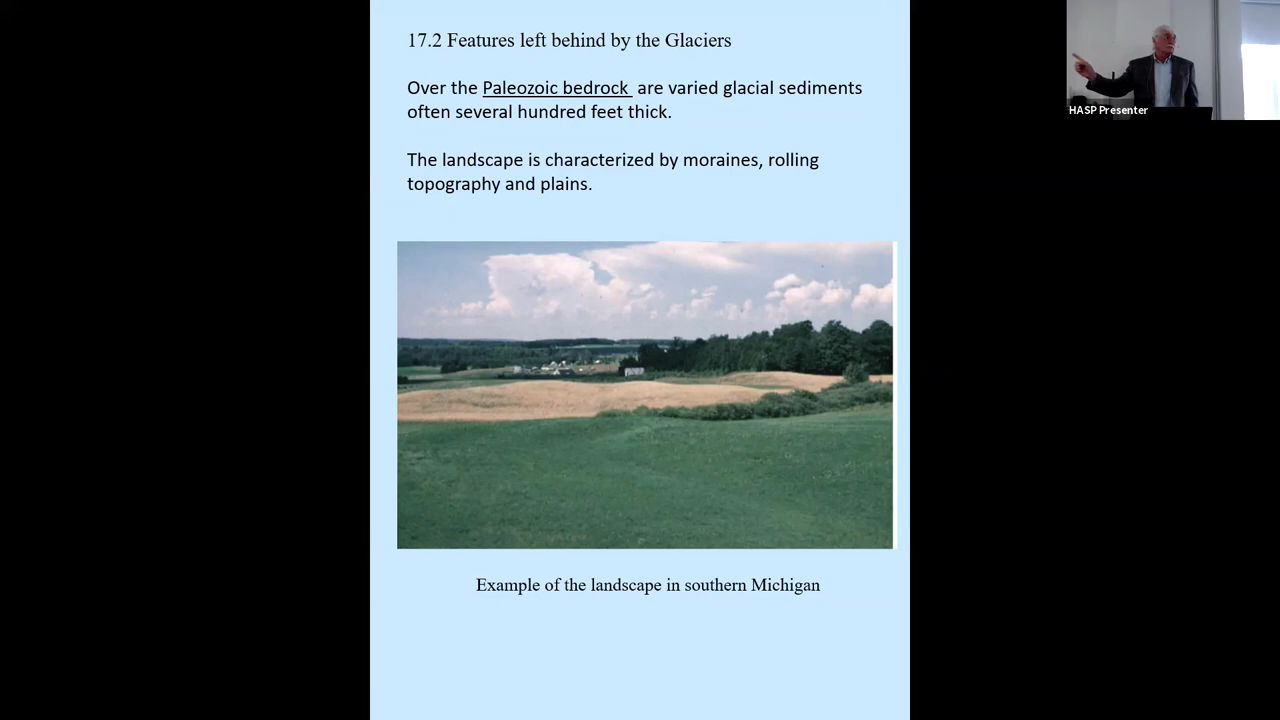 17.2 Features left behind by the Glaciers
Over the Paleozoic bedrock are varied glacial sediments
often several hundred feet thick.
The landscape is characterized by moraines, rolling
topography and plains.
Example of the landscape in southern Michigan
HASP Presenter